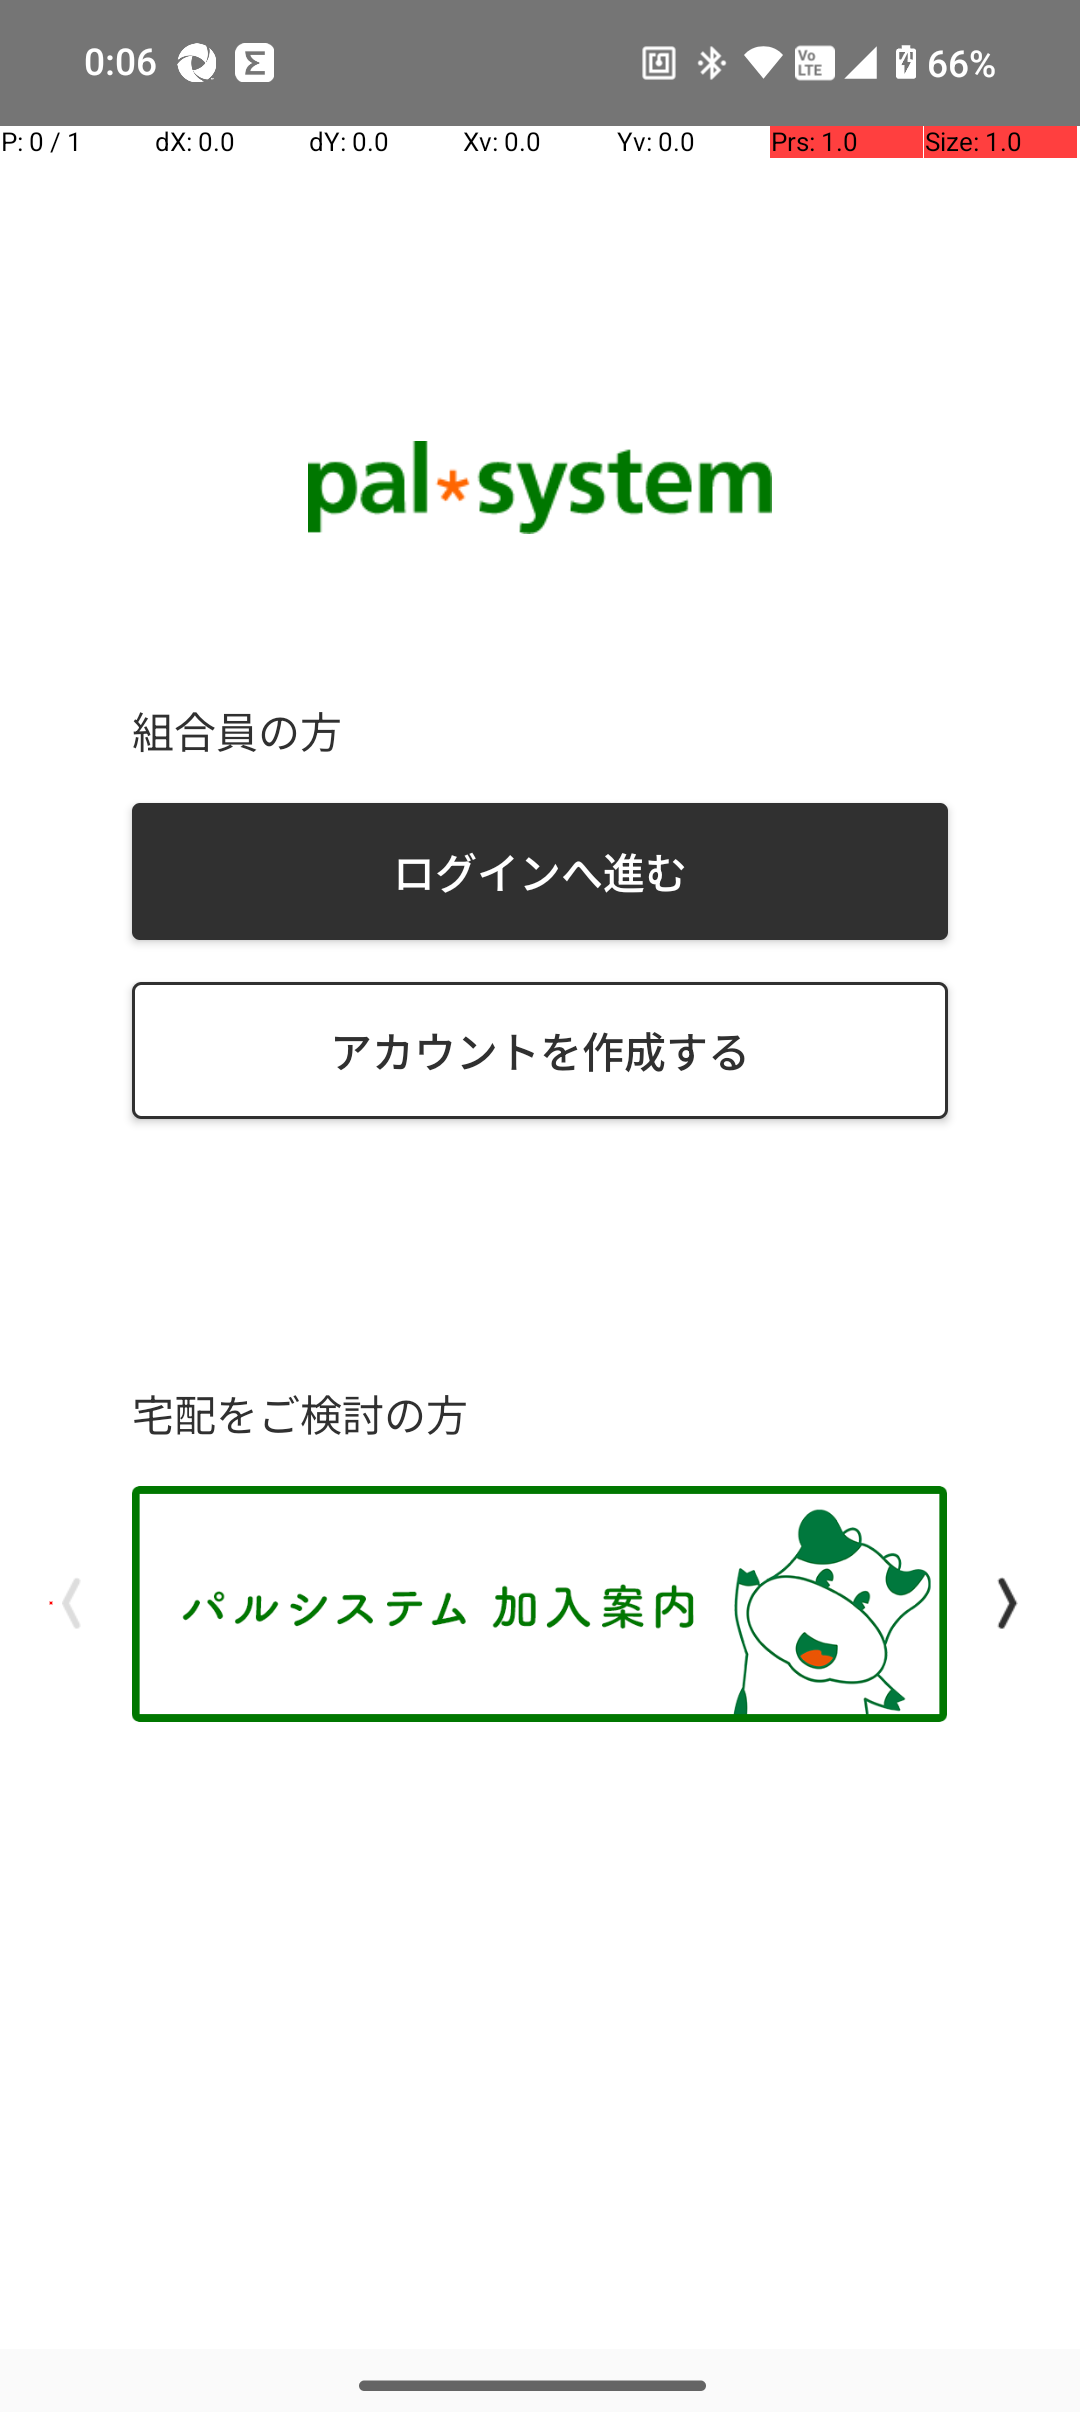 0:06
Vo LTE
66%
P: 0 / 1 dX: 0.0 dY: 0.0 Xv: 0.0 Yv: 0.0 Prs: 1.0 Size: 1.0
pal*system
組合員の方
ログインへ進む
アカウントを作成する
宅配をご検討の方
パルシステム 加入案内